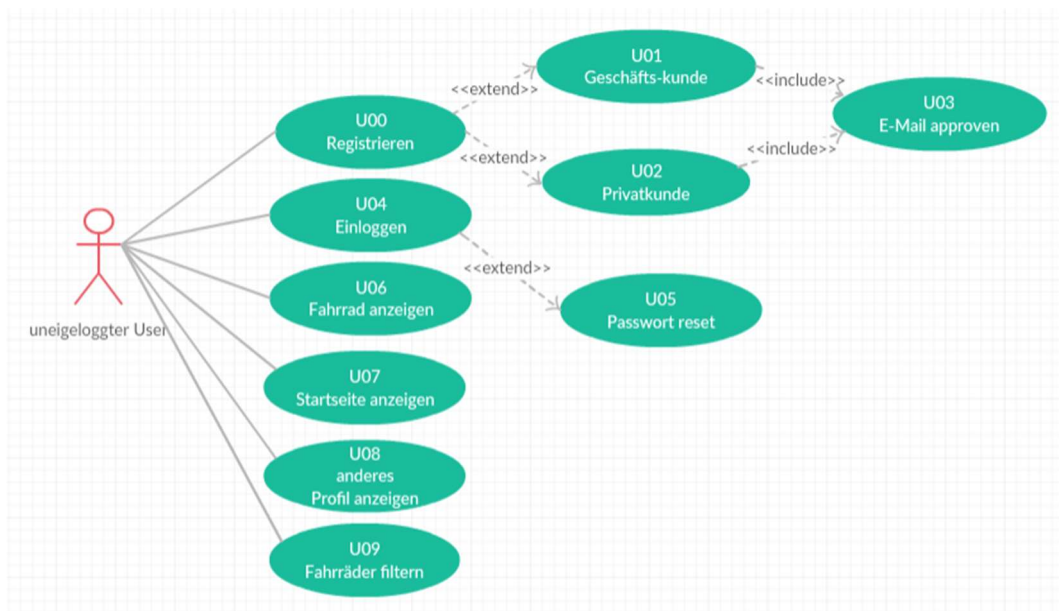 U01
Geschäfts-kunde
<<include>>
<<extend>>
U03
E-Mail approven
U00
Registrieren
<<extend>>
<<include>>
U02
Privatkunde
U04
Einloggen
<<extend>>
U06
Fahrrad anzeigen
U05
Passwort reset
uneigeloggter User
U07
Startseite anzeigen
U08
anderes
Profil anzeigen
U09
Fahrräder filtern